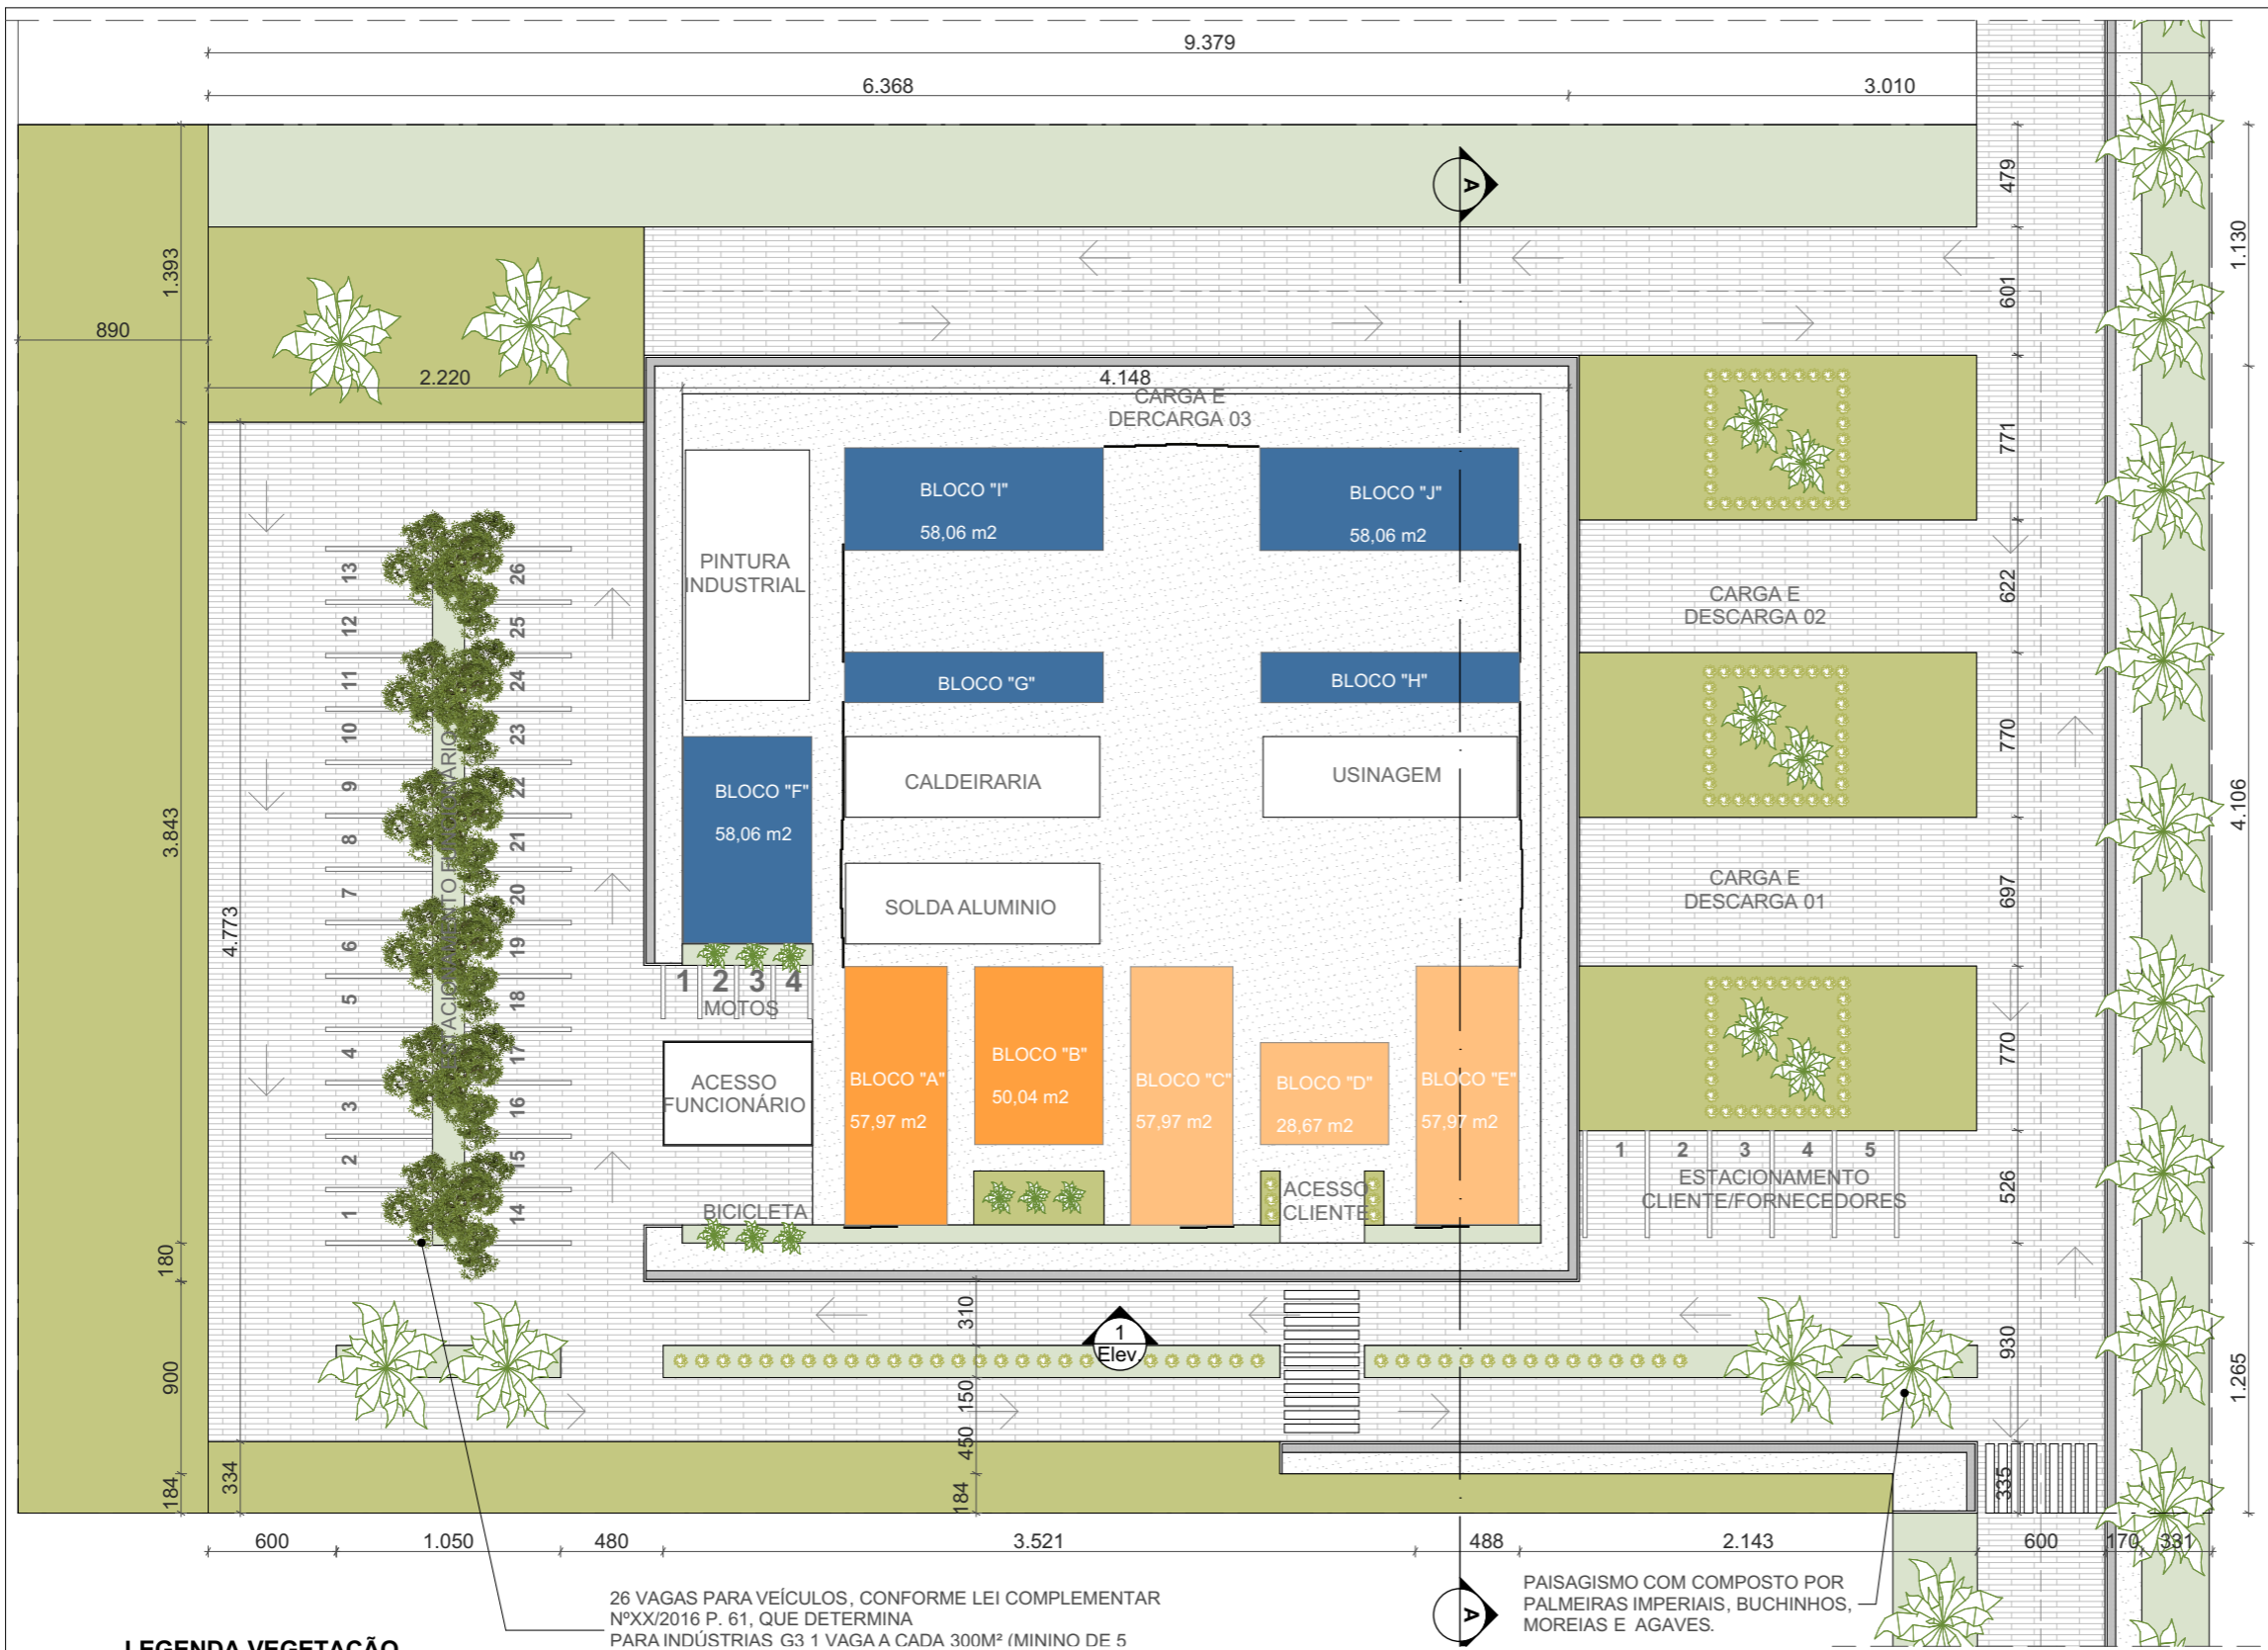 9.379
6.368
3.010
479
1.130
1.393
601
890
2.220
4.148
CARGA E
DERCARGA 03
771
BLOCO "I"
58,06 m2
BLOCO "J"
58,06 m2
PINTURA
INDUSTRIAL
13
26
12
25
11
24
10
23
9
22
8
21
7
20
6
19
5
18
4
17
3
16
2
15
1
14
CARGA E
DESCARGA 02
622
BLOCO "G"
BLOCO "H"
770
CALDEIRARIA
USINAGEM
BLOCO "F"
58,06 m2
4.106
3.843
4.773
SOLDA ALUMINIO
CARGA E
DESCARGA 01
697
1 2 3 4
MOTOS
ACESSO
FUNCIONÁRIO
BLOCO "A"
57,97 m2
BLOCO "B"
50,04 m2
BLOCO "C"
57,97 m2
BLOCO "D"
28,67 m2
BLOCO "E"
57,97 m2
770
1 2 3 4 5
ESTACIONAMENTO
CLIENTE/FORNECEDORES
526
BICICLETA
ACESSO
CLIENTE
180
310
1
Elev.
930
900
150
1.265
450
184
334
184
335
600
1.050
480
3.521
488
2.143
600
170
331
A
A
26 VAGAS PARA VEÍCULOS, CONFORME LEI COMPLEMENTAR
NºXX/2016 P. 61, QUE DETERMINA
PARA INDÚSTRIAS G3 1 VAGA A CADA 300M² (MININO DE 5
PAISAGISMO COM COMPOSTO POR
PALMEIRAS IMPERIAIS, BUCHINHOS,
MOREIAS E AGAVES.
LEGENDA VEGETAÇÃO